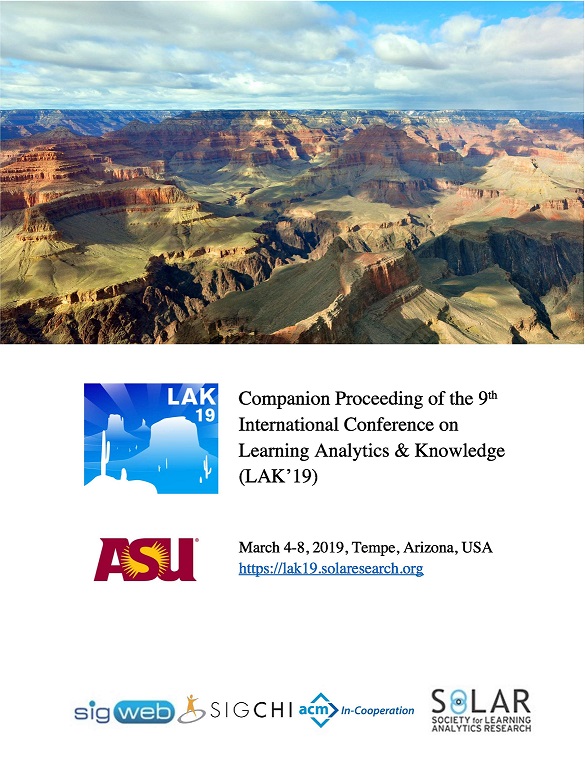 LAK
19
Companion Proceeding of the 9th
International Conference on
Learning Analytics & Knowledge
(LAK’19)
ASU®
March 4-8, 2019, Tempe, Arizona, USA
https://lak19.solaresearch.org
sigweb
SIGCHI
acm In-Cooperation
SOLAR
SOCIETY for LEARNING
ANALYTICS RESEARCH